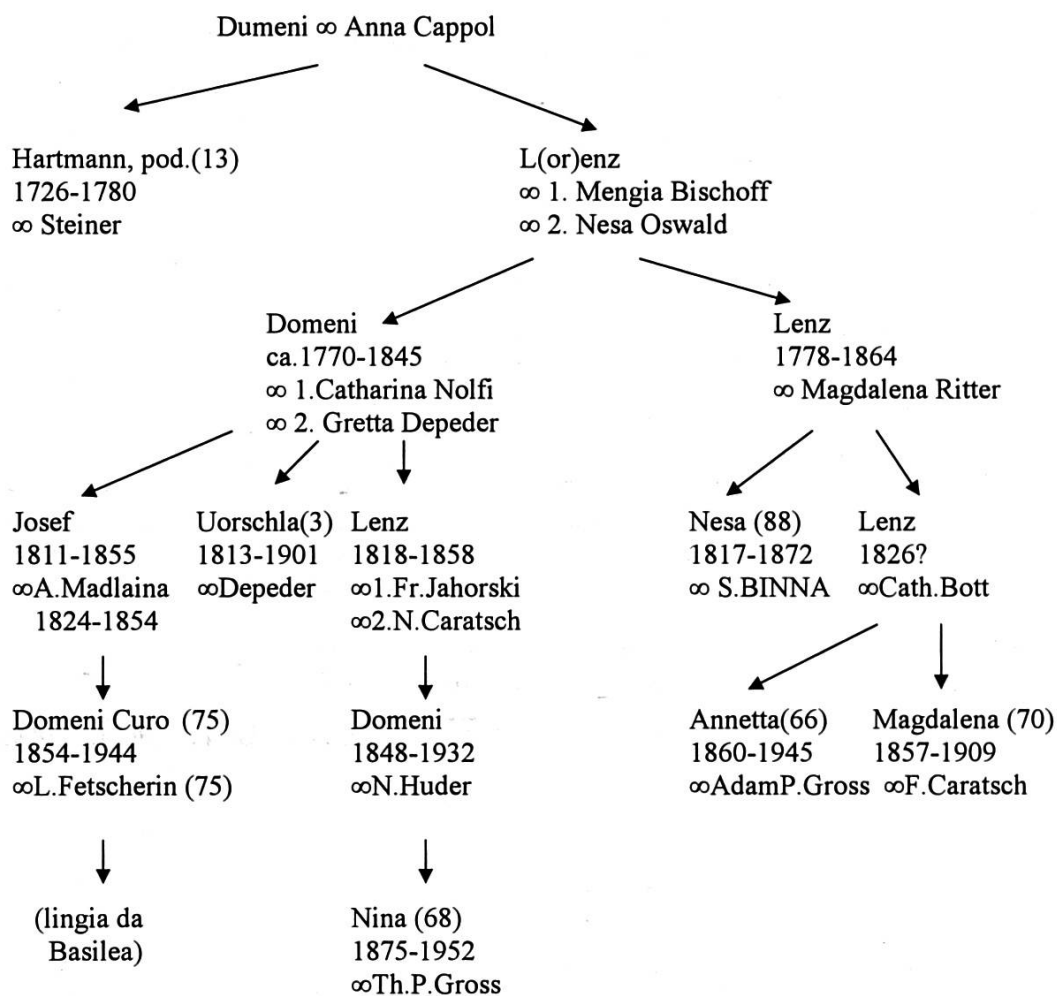 Dumeni ∞ Anna Cappol
Hartmann, pod.(13)
1726-1780
∞ Steiner
L(or)enz
∞ 1. Mengia Bischoff
∞ 2. Nesa Oswald
Domeni
ca.1770-1845
∞ 1.Catharina Nolfi
∞ 2. Gretta Depeder
Lenz
1778-1864
∞ Magdalena Ritter
Josef
1811-1855
∞A.Madlaina
1824-1854
Uorschla(3)
1813-1901
∞Depeder
Lenz
1818-1858
∞1.Fr.Jahorski
∞2.N.Caratsch
Nesa (88)
1817-1872
∞ S.BINNA
Lenz
1826?
∞Cath.Bott
Domeni Curo (75)
1854-1944
∞L.Fetscherin (75)
Domeni
1848-1932
∞N.Huder
Annetta(66)
1860-1945
∞AdamP.Gross
Magdalena (70)
1857-1909
∞F.Caratsch
(lingia da
Basilea)
Nina (68)
1875-1952
∞Th.P.Gross